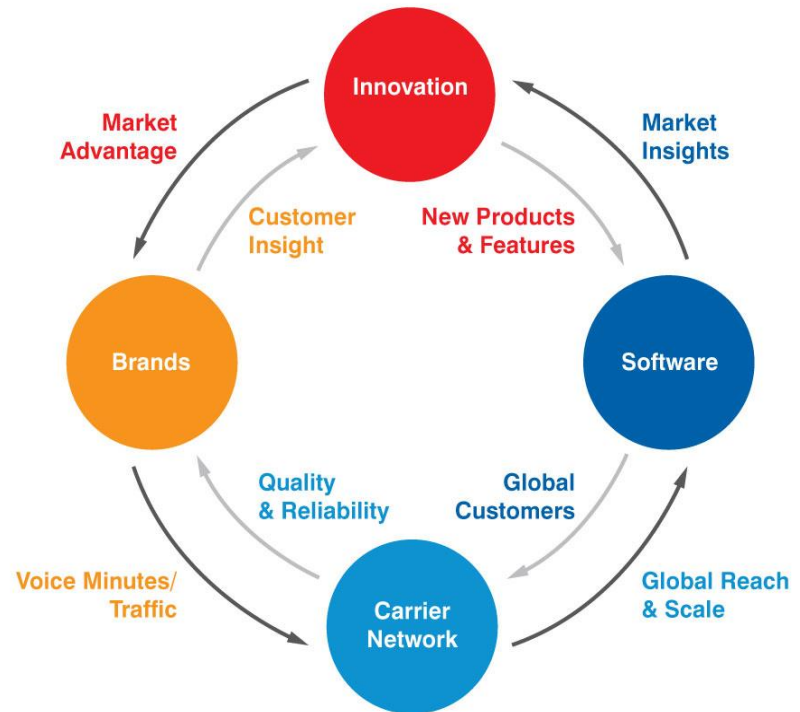 Innovation
Market
Advantage
Market
Insights
Customer
Insight
New Products
& Features
Brands
Software
Quality
& Reliability
Global
Customers
Voice Minutes/
Traffic
Carrier
Network
Global Reach
& Scale